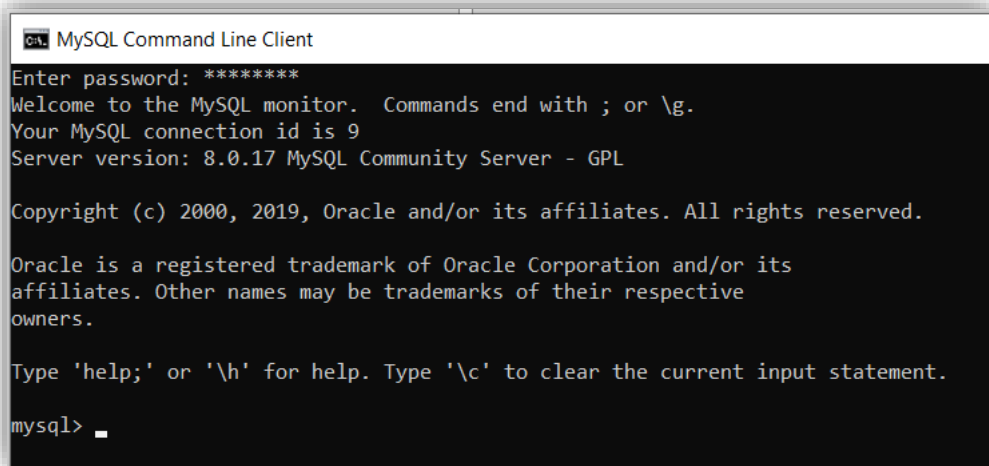 MySQL Command Line Client
Enter password: ********
Welcome to the MySQL monitor.  Commands end with ; or \g.
Your MySQL connection id is 9
Server version: 8.0.17 MySQL Community Server - GPL
Copyright (c) 2000, 2019, Oracle and/or its affiliates. All rights reserved.
Oracle is a registered trademark of Oracle Corporation and/or its
affiliates. Other names may be trademarks of their respective
owners.
Type 'help;' or '\h' for help. Type '\c' to clear the current input statement.
mysql>